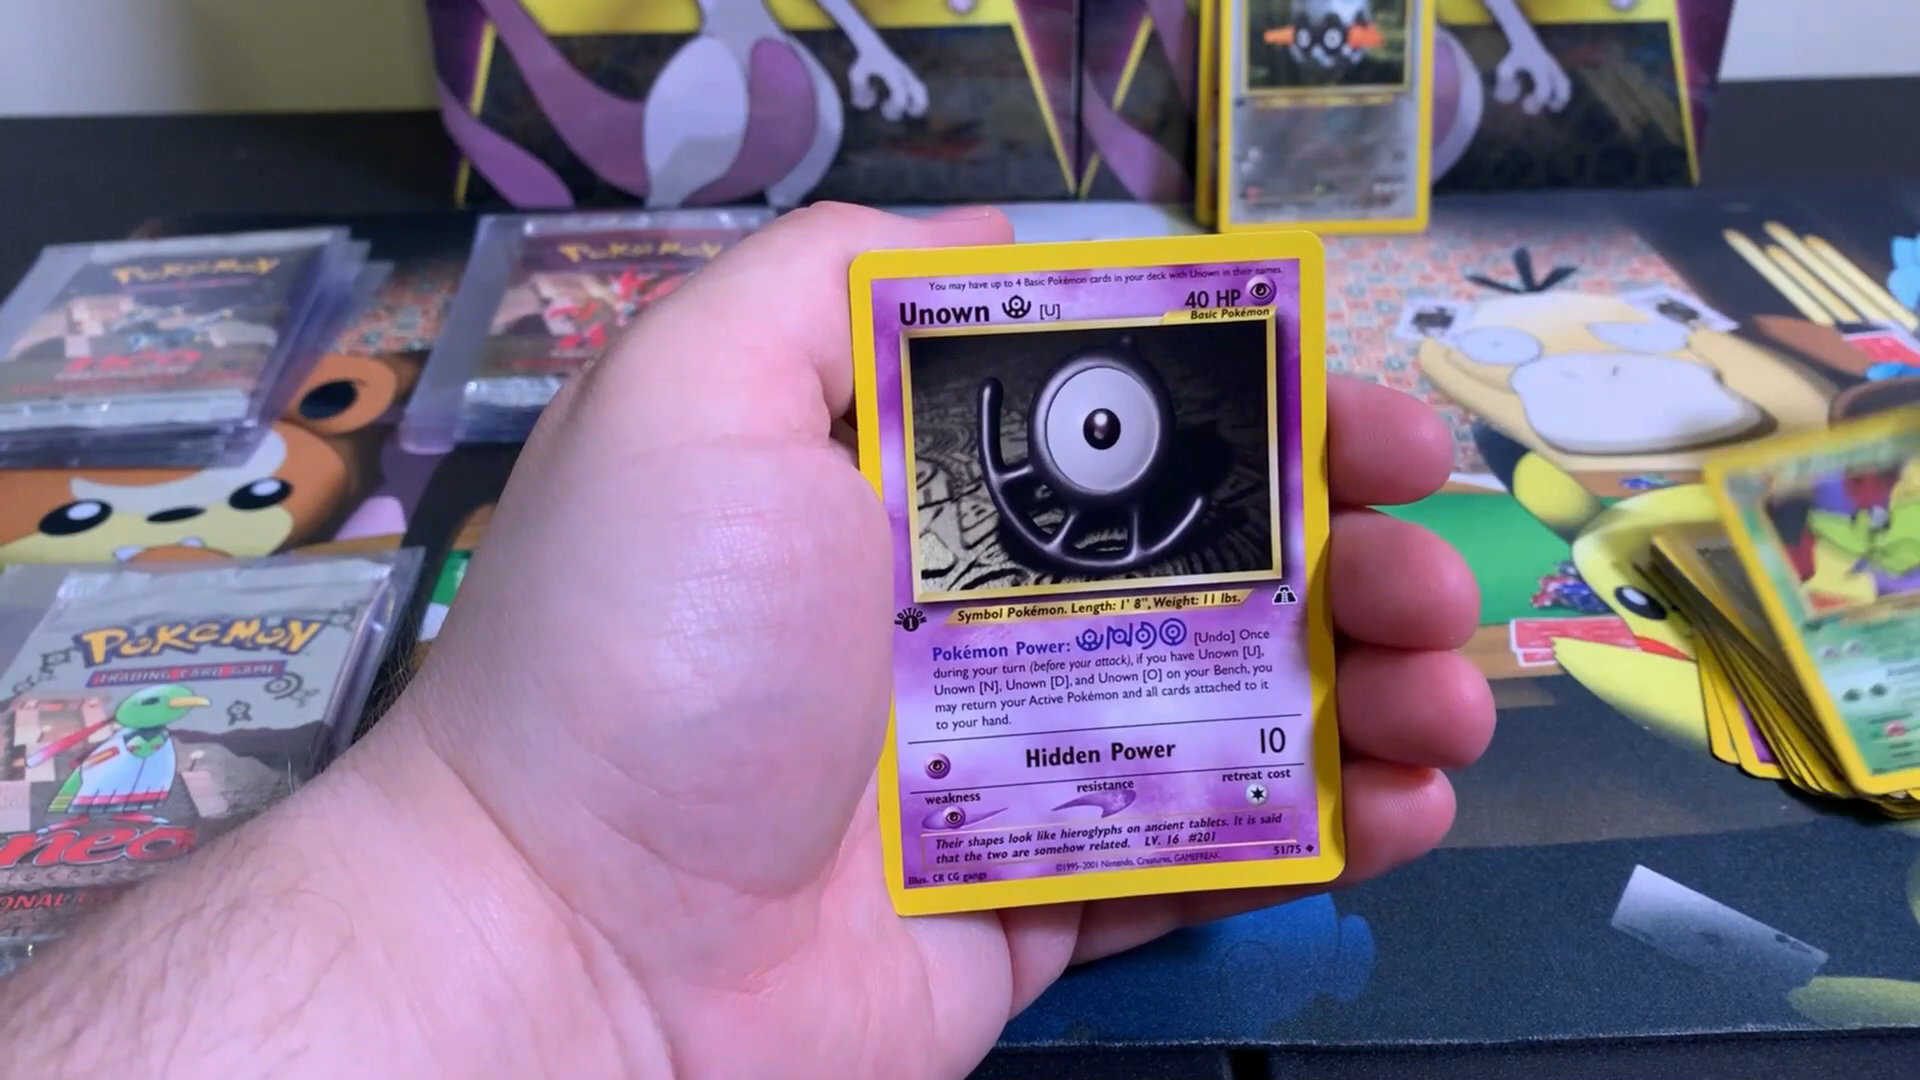 POKéMON
POKéMON
You may have up to 4 Basic Pokémon cards in your deck with Unown in their names.
Unown [U] 40 HP
Basic Pokémon
EDITION
1
Symbol Pokémon. Length: 1' 8", Weight: 11 lbs.
Pokémon Power: [Undo] Once
during your turn (before your attack), if you have Unown [U],
Unown [N], Unown [D], and Unown [O] on your Bench, you
may return your Active Pokémon and all cards attached to it
to your hand.
Hidden Power 10
weakness resistance retreat cost
Their shapes look like hieroglyphs on ancient tablets. It is said
that the two are somehow related. LV. 16 #201
Illus. CR CG gangs ©1995-2001 Nintendo, Creatures, GAMEFREAK. 51/75
POKéMON
TRADING CARD GAME
neo